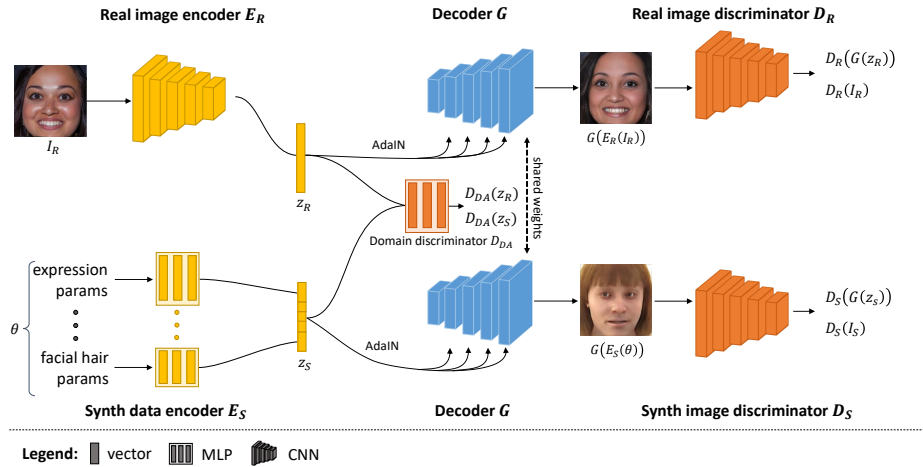 Real image encoder E_R
Decoder G
Real image discriminator D_R
I_R
z_R
AdaIN
G(E_R(I_R))
D_R(G(z_R))
D_R(I_R)
shared weights
D_DA(z_R)
D_DA(z_S)
Domain discriminator D_DA
θ
expression
params
facial hair
params
z_S
AdaIN
G(E_S(θ))
D_S(G(z_S))
D_S(I_S)
Synth data encoder E_S
Decoder G
Synth image discriminator D_S
Legend: vector MLP CNN